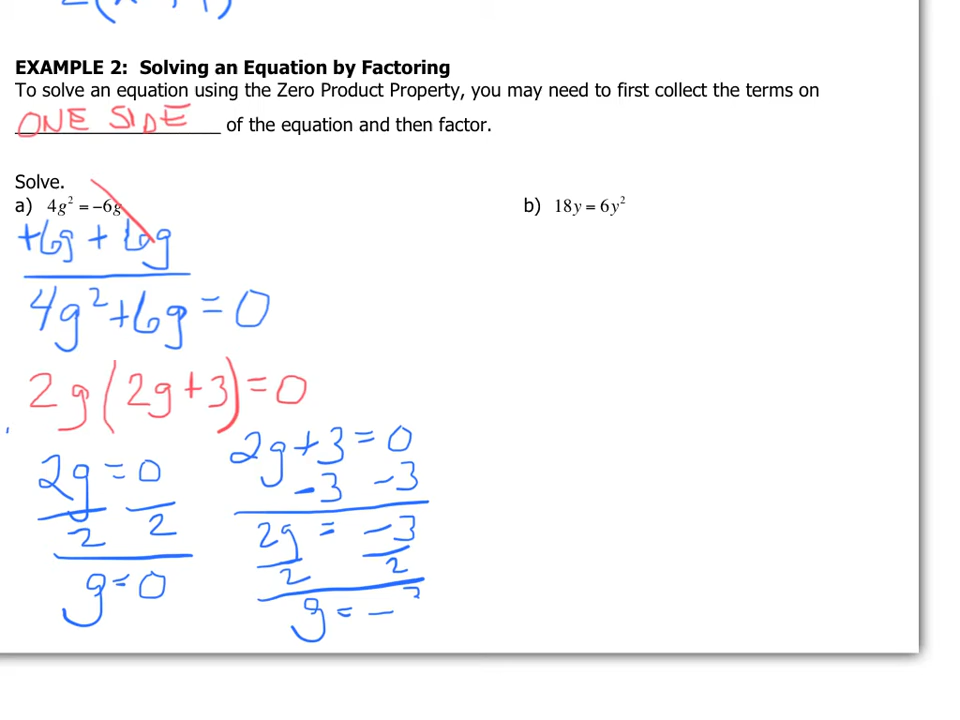 EXAMPLE 2: Solving an Equation by Factoring
To solve an equation using the Zero Product Property, you may need to first collect the terms on
ONE SIDE of the equation and then factor.
Solve.
a) 4g² = −6g
b) 18y = 6y²
+6g + 6g
4g² + 6g = 0
2g(2g+3) = 0
2g = 0
2 2
g = 0
2g + 3 = 0
−3 −3
2g = −3
2 2
g = −